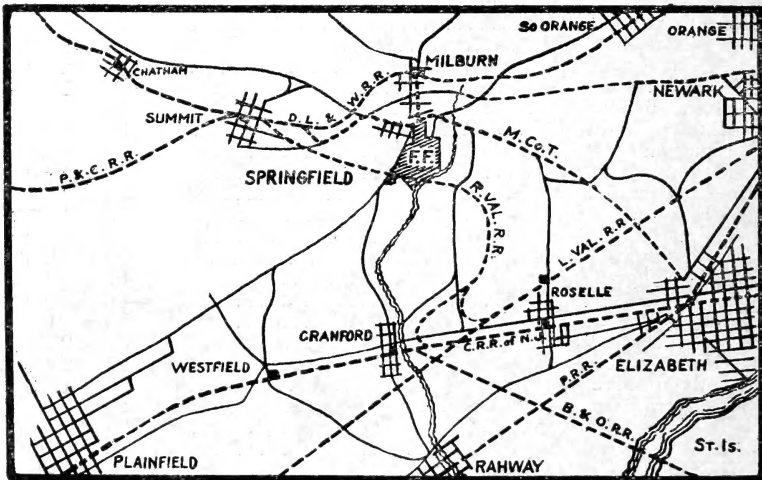 SO ORANGE
ORANGE
MILBURN
CHATHAM
NEWARK
SUMMIT
D. L. & W. R. R.
M. CO. T.
F. F.
P. & C. R. R.
SPRINGFIELD
R. VAL. R. R.
L. VAL. R. R.
ROSELLE
CRANFORD
C. R. R. of N. J.
WESTFIELD
P. R. R.
ELIZABETH
B. & O. R. R.
ST. IS.
PLAINFIELD
RAHWAY